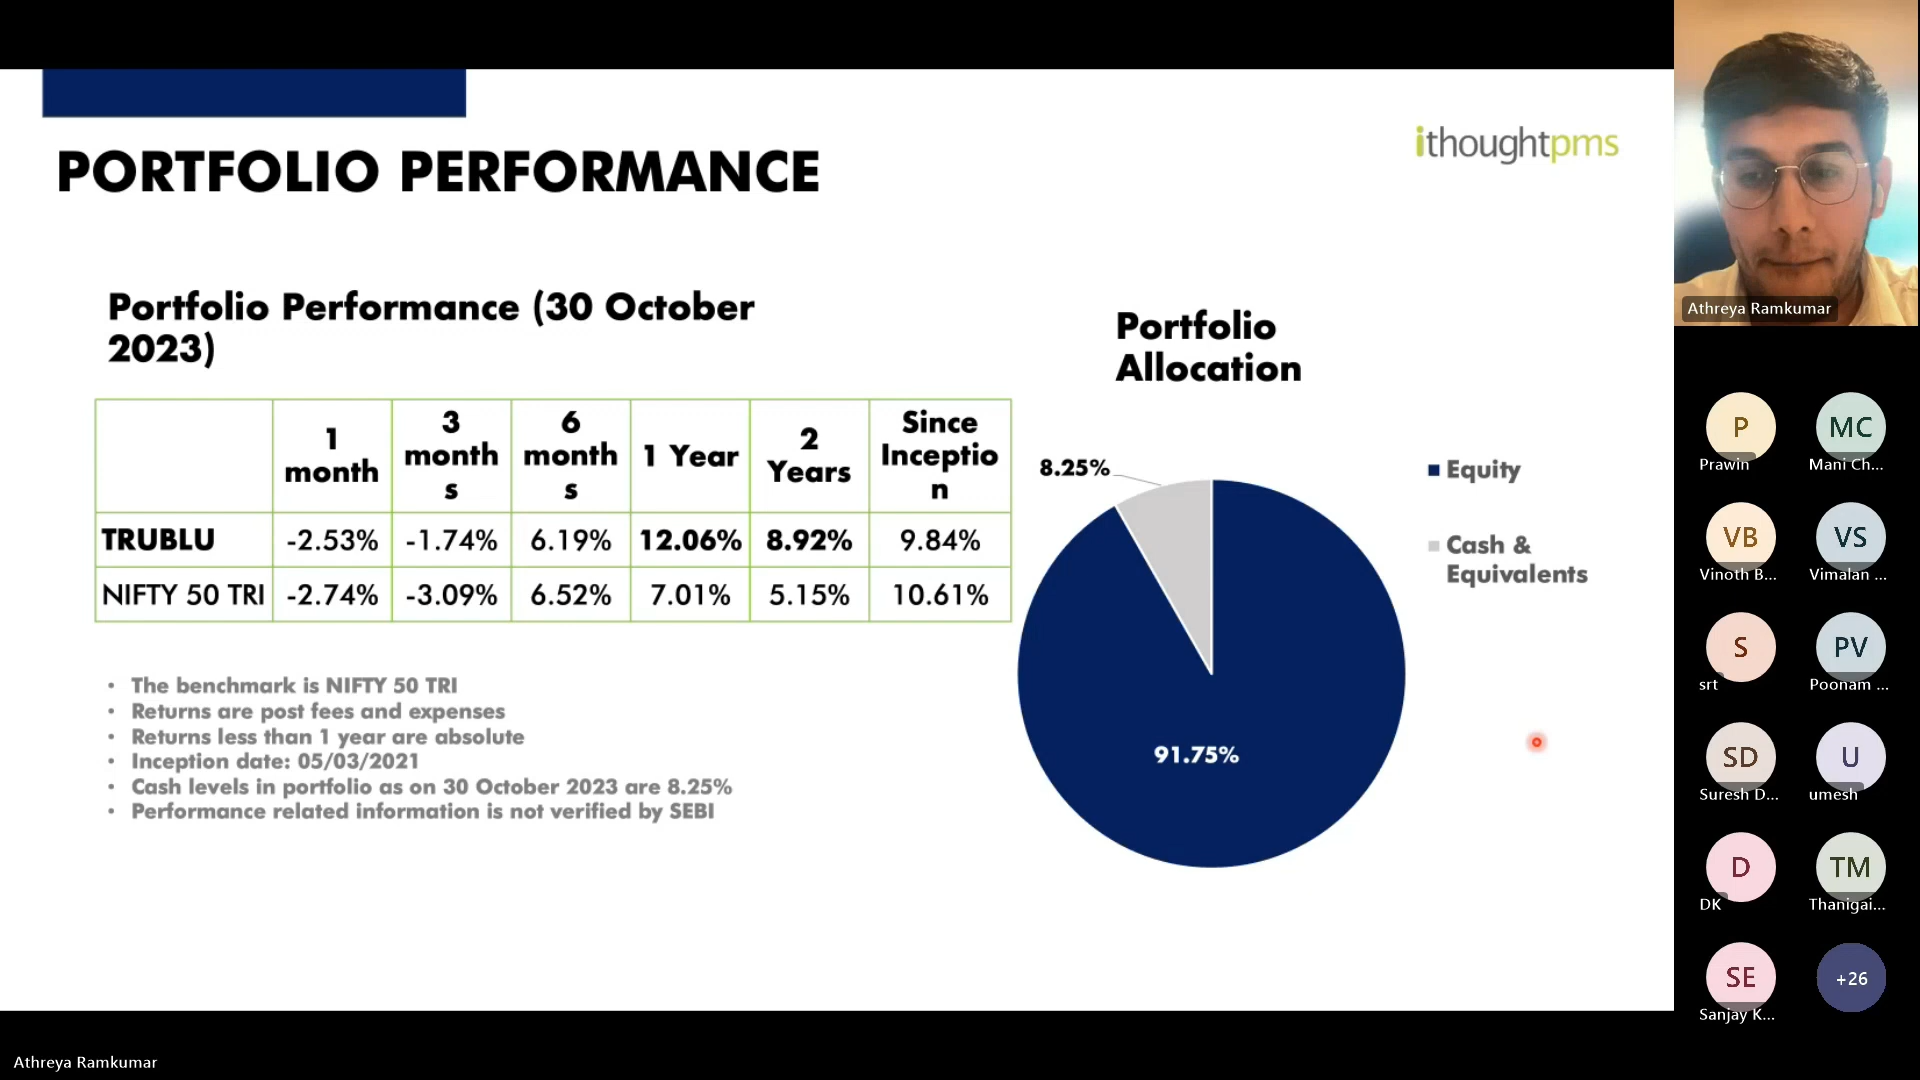 PORTFOLIO PERFORMANCE
ithoughtpms
Portfolio Performance (30 October
2023)
1
month
3
month
s
6
month
s
1 Year
2
Years
Since
Inceptio
n
TRUBLU -2.53% -1.74% 6.19% 12.06% 8.92% 9.84%
NIFTY 50 TRI -2.74% -3.09% 6.52% 7.01% 5.15% 10.61%
• The benchmark is NIFTY 50 TRI
• Returns are post fees and expenses
• Returns less than 1 year are absolute
• Inception date: 05/03/2021
• Cash levels in portfolio as on 30 October 2023 are 8.25%
• Performance related information is not verified by SEBI
Portfolio
Allocation
8.25%
91.75%
Equity
Cash &
Equivalents
Athreya Ramkumar
P
Prawin
MC
Mani Ch...
VB
Vinoth B...
VS
Vimalan ...
S
srt
PV
Poonam ...
SD
Suresh D...
U
umesh
D
DK
TM
Thanigai...
SE
Sanjay K...
+26
Athreya Ramkumar